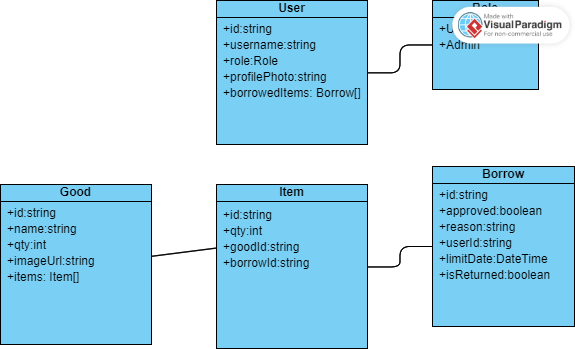 User
+id:string
+username:string
+role:Role
+profilePhoto:string
+borrowedItems: Borrow[]
Role
+Admin
Made with
VisualParadigm
For non-commercial use
Good
+id:string
+name:string
+qty:int
+imageUrl:string
+items: Item[]
Item
+id:string
+qty:int
+goodId:string
+borrowId:string
Borrow
+id:string
+approved:boolean
+reason:string
+userId:string
+limitDate:DateTime
+isReturned:boolean